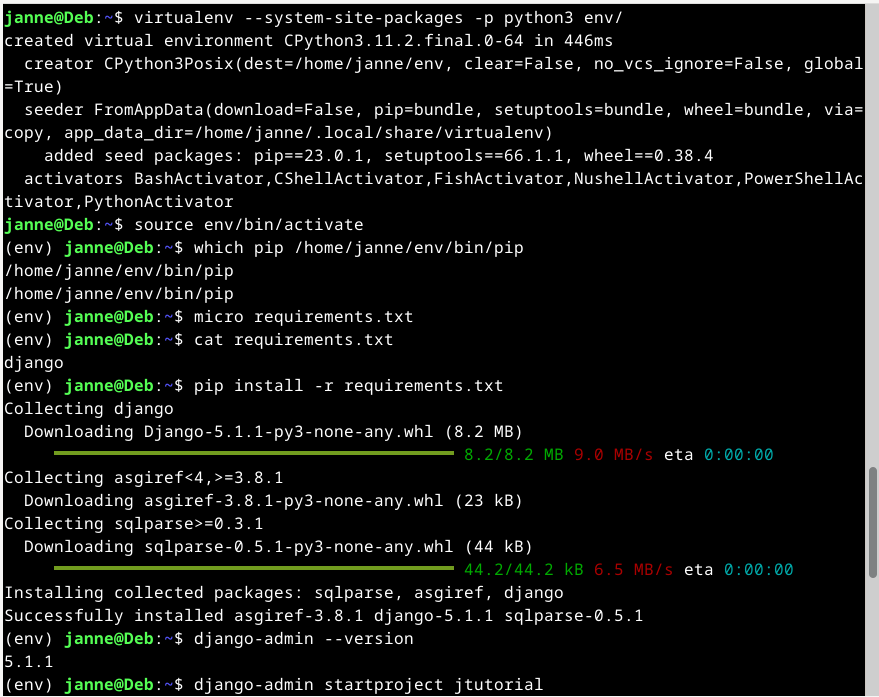 janne@Deb:~$ virtualenv --system-site-packages -p python3 env/
created virtual environment CPython3.11.2.final.0-64 in 446ms
  creator CPython3Posix(dest=/home/janne/env, clear=False, no_vcs_ignore=False, global
=True)
  seeder FromAppData(download=False, pip=bundle, setuptools=bundle, wheel=bundle, via=
copy, app_data_dir=/home/janne/.local/share/virtualenv)
    added seed packages: pip==23.0.1, setuptools==66.1.1, wheel==0.38.4
  activators BashActivator,CShellActivator,FishActivator,NushellActivator,PowerShellAc
tivator,PythonActivator
janne@Deb:~$ source env/bin/activate
(env) janne@Deb:~$ which pip /home/janne/env/bin/pip
/home/janne/env/bin/pip
/home/janne/env/bin/pip
(env) janne@Deb:~$ micro requirements.txt
(env) janne@Deb:~$ cat requirements.txt
django
(env) janne@Deb:~$ pip install -r requirements.txt
Collecting django
  Downloading Django-5.1.1-py3-none-any.whl (8.2 MB)
     8.2/8.2 MB 9.0 MB/s eta 0:00:00
Collecting asgiref<4,>=3.8.1
  Downloading asgiref-3.8.1-py3-none-any.whl (23 kB)
Collecting sqlparse>=0.3.1
  Downloading sqlparse-0.5.1-py3-none-any.whl (44 kB)
     44.2/44.2 kB 6.5 MB/s eta 0:00:00
Installing collected packages: sqlparse, asgiref, django
Successfully installed asgiref-3.8.1 django-5.1.1 sqlparse-0.5.1
(env) janne@Deb:~$ django-admin --version
5.1.1
(env) janne@Deb:~$ django-admin startproject jtutorial